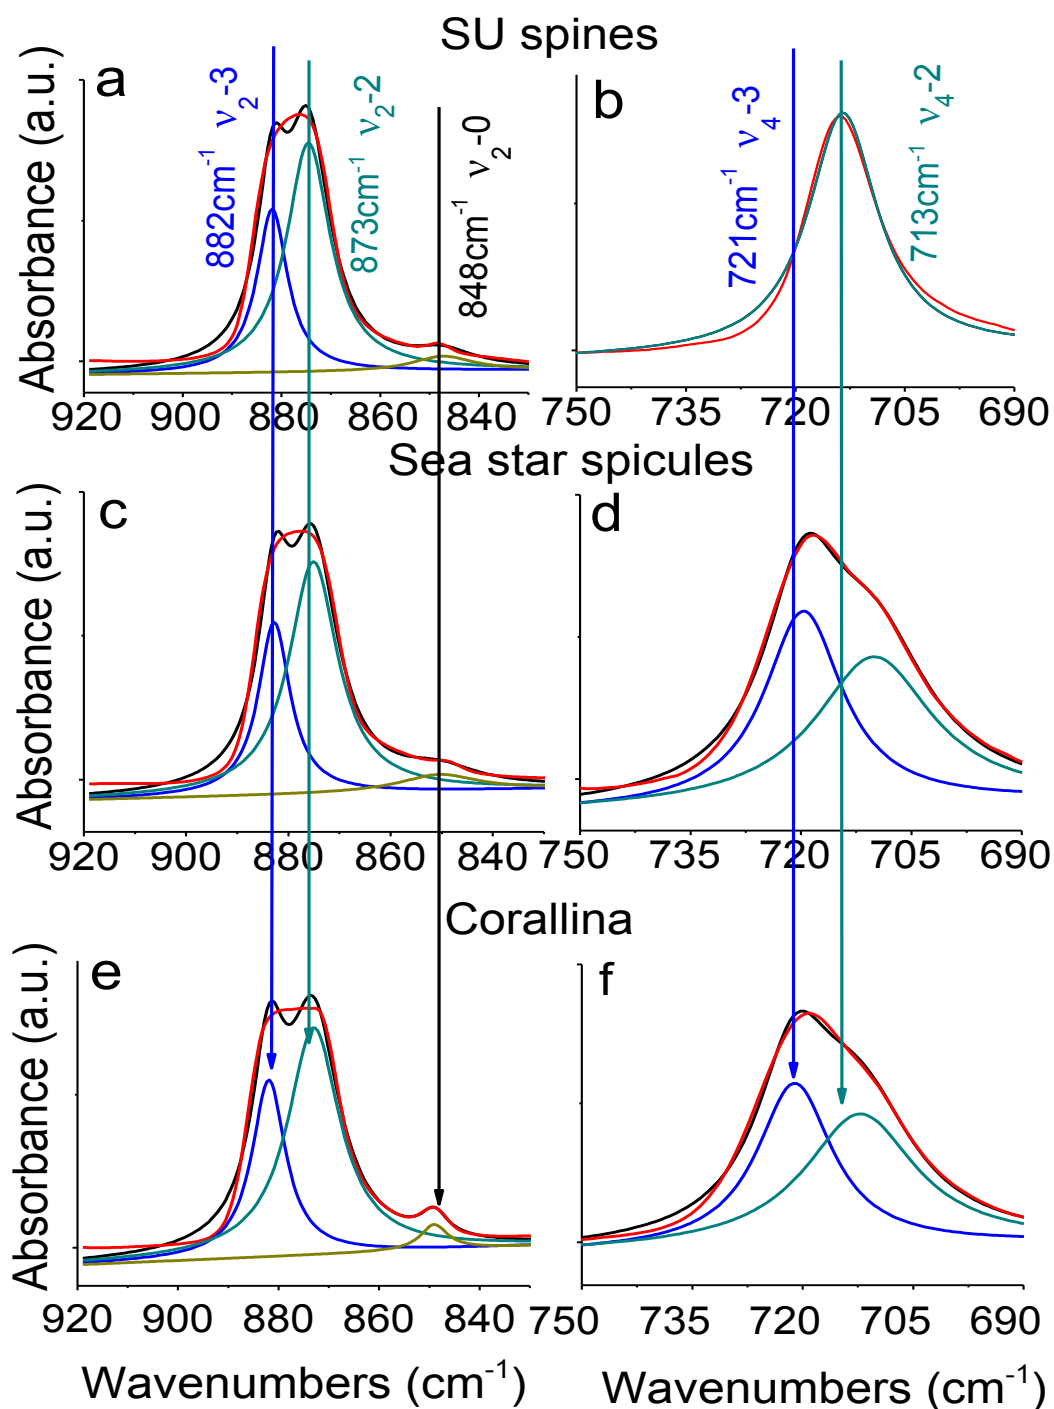 SU spines
a
882cm-1 ν2-3
873cm-1 ν2-2
848cm-1 ν2-0
Absorbance (a.u.)
920 900 880 860 840
b
721cm-1 ν4-3
713cm-1 ν4-2
750 735 720 705 690
Sea star spicules
c
Absorbance (a.u.)
920 900 880 860 840
d
750 735 720 705 690
Corallina
e
Absorbance (a.u.)
920 900 880 860 840
f
750 735 720 705 690
Wavenumbers (cm-1)
Wavenumbers (cm-1)